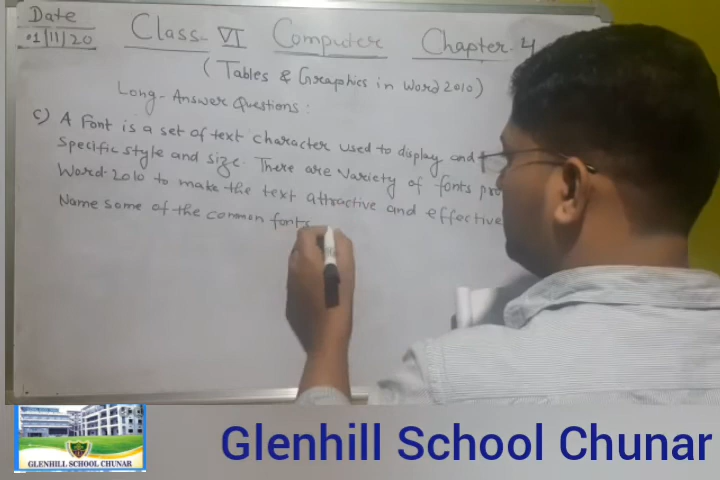 Date
01/11/20
Class-VI Computer Chapter-4
(Tables & Graphics in Word 2010)
Long-Answer Questions:
c) A Font is a set of text character used to display and
specific style and size. There are variety of fonts pro
Word-2010 to make the text attractive and effective
Name some of the common fonts
GLENHILL SCHOOL CHUNAR
Glenhill School Chunar